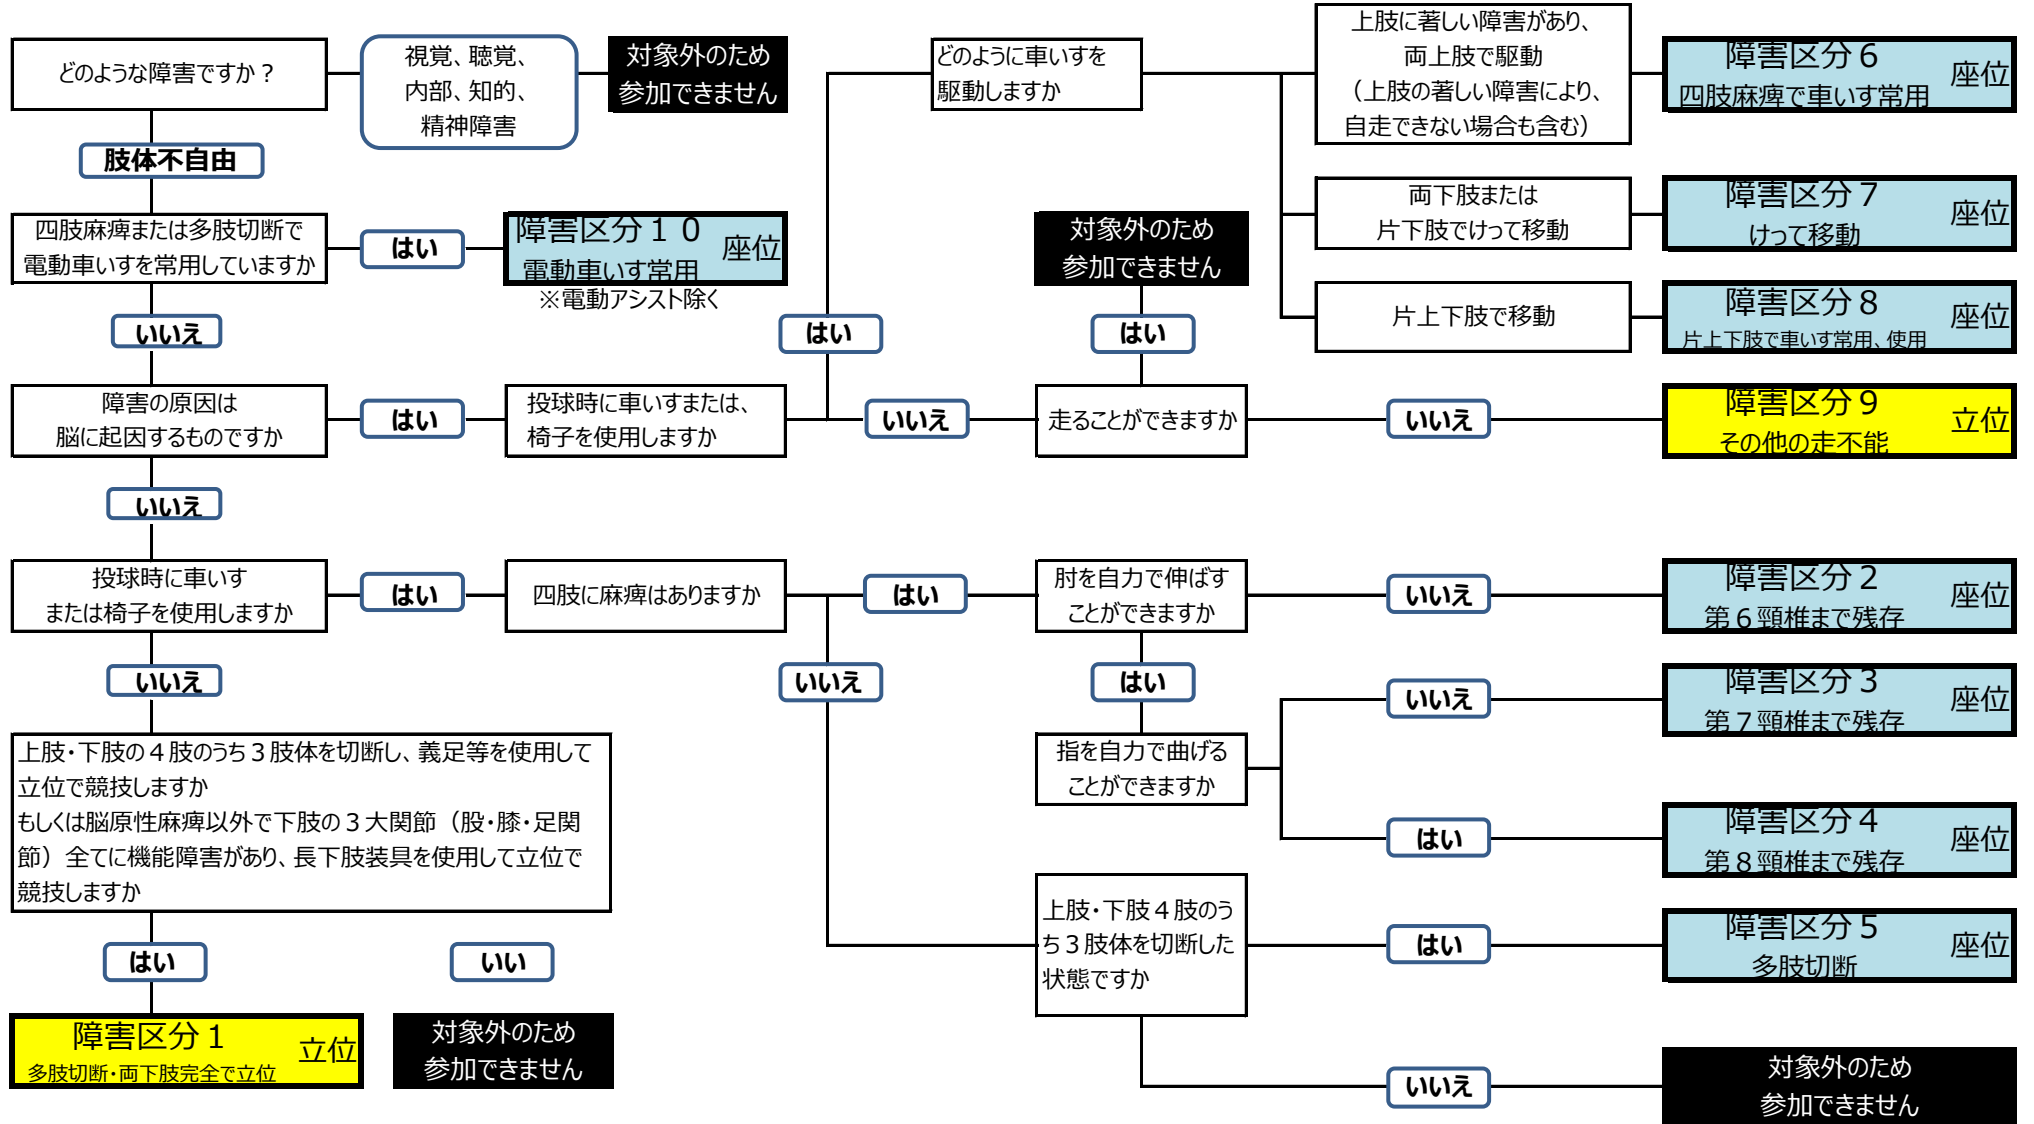 どのような障害ですか？
視覚、聴覚、
内部、知的、
精神障害
対象外のため
参加できません
肢体不自由
四肢麻痺または多肢切断で
電動車いすを常用していますか
はい
障害区分１０
電動車いす常用
座位
※電動アシスト除く
いいえ
障害の原因は
脳に起因するものですか
はい
投球時に車いすまたは、
椅子を使用しますか
はい
どのように車いすを
駆動しますか
上肢に著しい障害があり、
両上肢で駆動
（上肢の著しい障害により、
自走できない場合も含む）
障害区分６
四肢麻痺で車いす常用
座位
両下肢または
片下肢でけって移動
障害区分７
けって移動
座位
片上下肢で移動
障害区分８
片上下肢で車いす常用、使用
座位
いいえ
走ることができますか
はい
対象外のため
参加できません
いいえ
障害区分９
その他の走不能
立位
いいえ
投球時に車いす
または椅子を使用しますか
はい
四肢に麻痺はありますか
はい
肘を自力で伸ばす
ことができますか
いいえ
障害区分２
第６頸椎まで残存
座位
はい
指を自力で曲げる
ことができますか
いいえ
障害区分３
第７頸椎まで残存
座位
はい
障害区分４
第８頸椎まで残存
座位
いいえ
上肢・下肢４肢のう
ち３肢体を切断した
状態ですか
はい
障害区分５
多肢切断
座位
いいえ
対象外のため
参加できません
いいえ
上肢・下肢の４肢のうち３肢体を切断し、義足等を使用して
立位で競技しますか
もしくは脳原性麻痺以外で下肢の３大関節（股・膝・足関
節）全てに機能障害があり、長下肢装具を使用して立位で
競技しますか
はい
障害区分１
多肢切断・両下肢完全で立位
立位
いい
対象外のため
参加できません